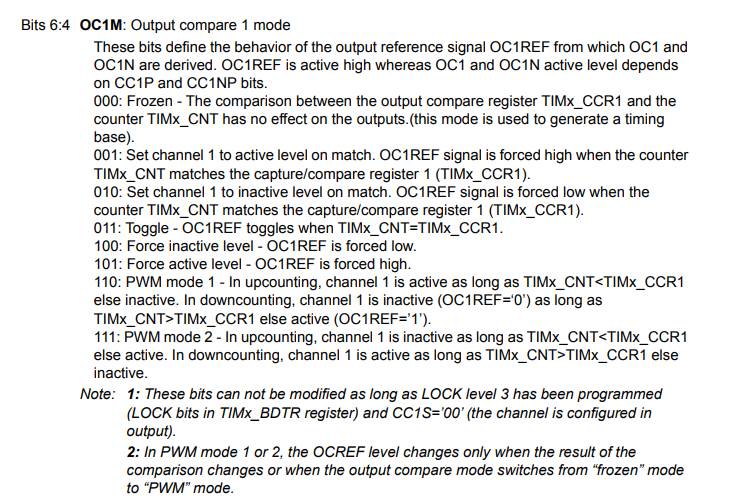 Bits 6:4 OC1M: Output compare 1 mode
These bits define the behavior of the output reference signal OC1REF from which OC1 and
OC1N are derived. OC1REF is active high whereas OC1 and OC1N active level depends
on CC1P and CC1NP bits.
000: Frozen - The comparison between the output compare register TIMx_CCR1 and the
counter TIMx_CNT has no effect on the outputs.(this mode is used to generate a timing
base).
001: Set channel 1 to active level on match. OC1REF signal is forced high when the counter
TIMx_CNT matches the capture/compare register 1 (TIMx_CCR1).
010: Set channel 1 to inactive level on match. OC1REF signal is forced low when the
counter TIMx_CNT matches the capture/compare register 1 (TIMx_CCR1).
011: Toggle - OC1REF toggles when TIMx_CNT=TIMx_CCR1.
100: Force inactive level - OC1REF is forced low.
101: Force active level - OC1REF is forced high.
110: PWM mode 1 - In upcounting, channel 1 is active as long as TIMx_CNT<TIMx_CCR1
else inactive. In downcounting, channel 1 is inactive (OC1REF=‘0’) as long as
TIMx_CNT>TIMx_CCR1 else active (OC1REF=’1’).
111: PWM mode 2 - In upcounting, channel 1 is inactive as long as TIMx_CNT<TIMx_CCR1
else active. In downcounting, channel 1 is active as long as TIMx_CNT>TIMx_CCR1 else
inactive.
Note: 1: These bits can not be modified as long as LOCK level 3 has been programmed
(LOCK bits in TIMx_BDTR register) and CC1S=’00’ (the channel is configured in
output).
2: In PWM mode 1 or 2, the OCREF level changes only when the result of the
comparison changes or when the output compare mode switches from “frozen” mode
to “PWM” mode.